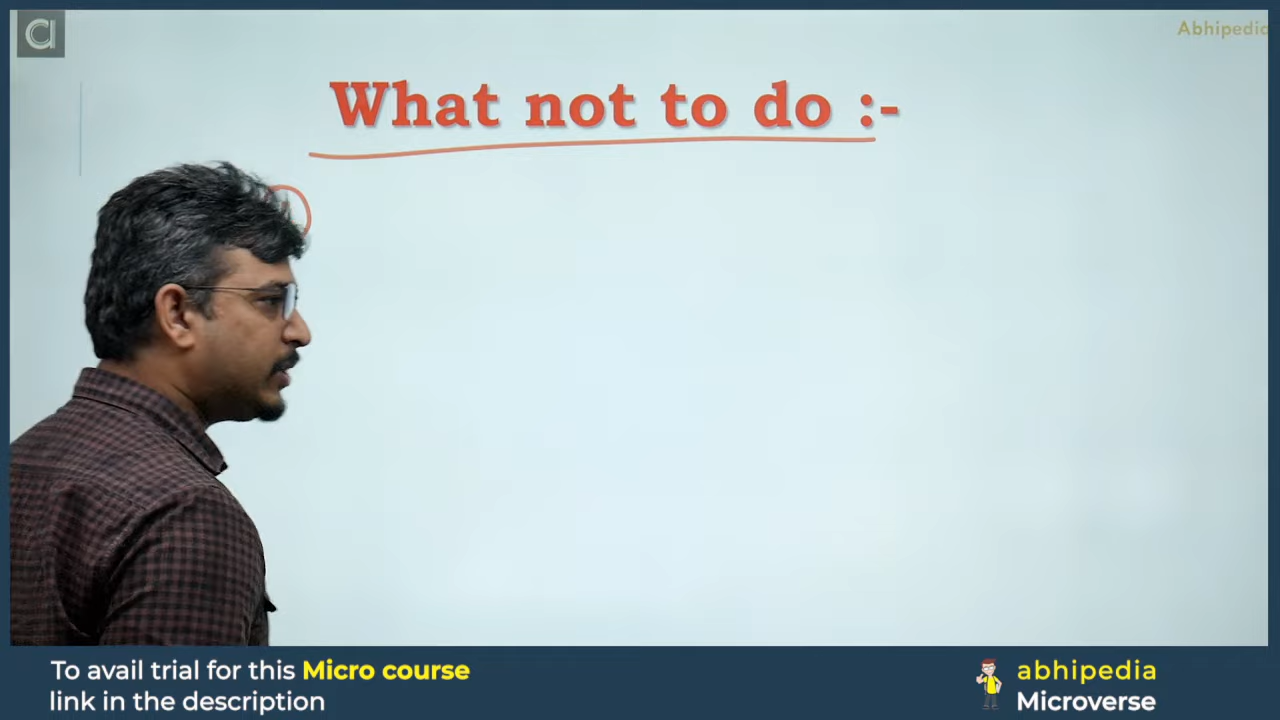 Abhipedia
What not to do :-
To avail trial for this Micro course
link in the description
abhipedia
Microverse